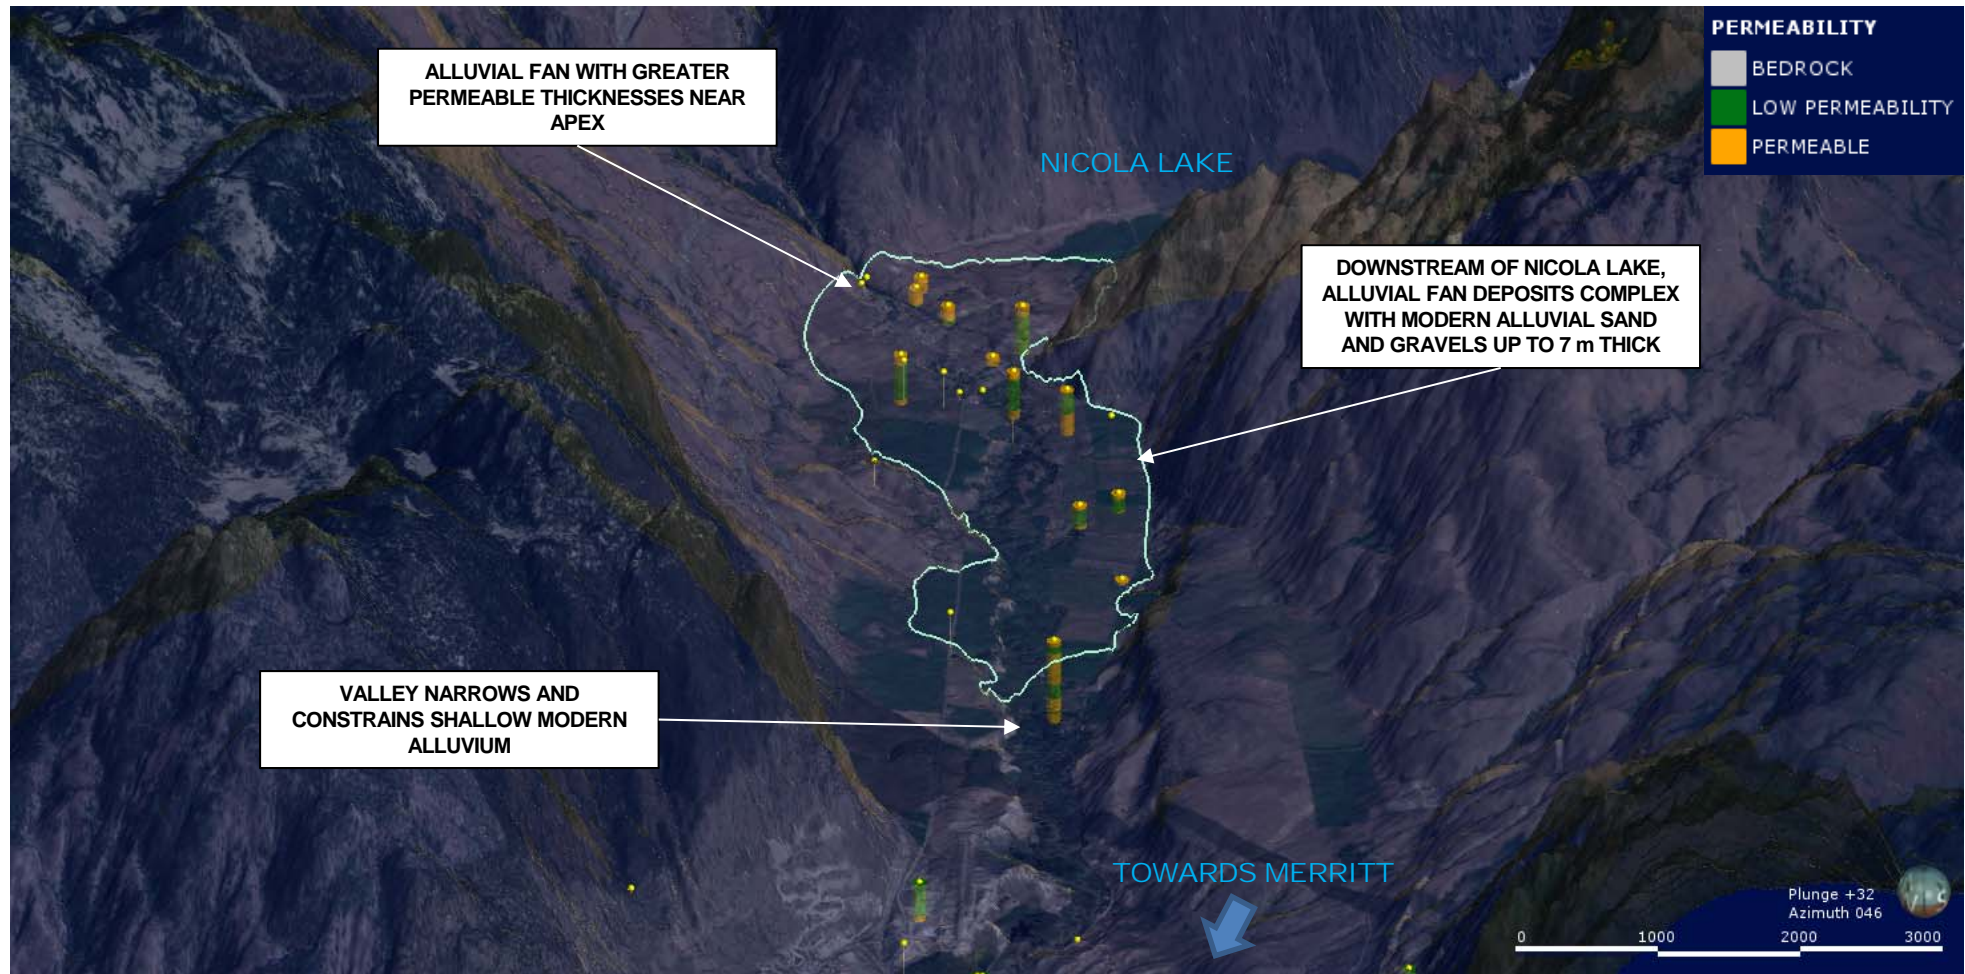 PERMEABILITY
BEDROCK
LOW PERMEABILITY
PERMEABLE
ALLUVIAL FAN WITH GREATER
PERMEABLE THICKNESSES NEAR
APEX
NICOLA LAKE
DOWNSTREAM OF NICOLA LAKE,
ALLUVIAL FAN DEPOSITS COMPLEX
WITH MODERN ALLUVIAL SAND
AND GRAVELS UP TO 7 m THICK
VALLEY NARROWS AND
CONSTRAINS SHALLOW MODERN
ALLUVIUM
TOWARDS MERRITT
Plunge +32
Azimuth 046
0 1000 2000 3000